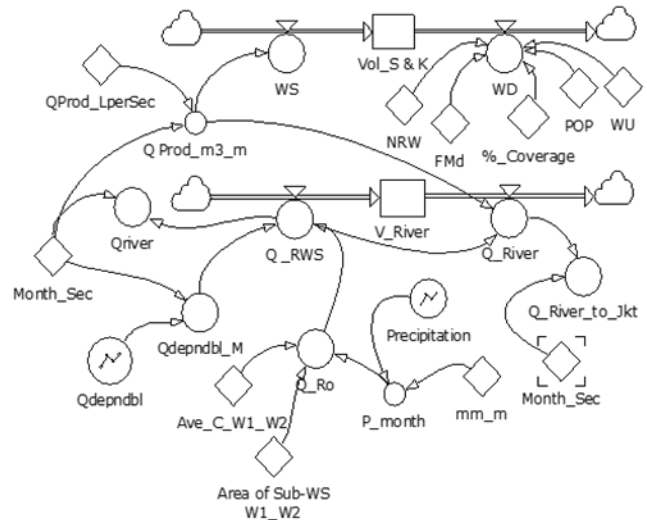 Vol_S & K
QProd_LperSec
WS
WD
NRW
FMd
%_Coverage
POP
WU
Q Prod_m3_m
Qriver
Q_RWS
V_River
Q_River
Month_Sec
Q_River_to_Jkt
Precipitation
Qdepndbl_M
Qdepndbl
Q_Ro
Month_Sec
Ave_C_W1_W2
P_month
mm_m
Area of Sub-WS
W1_W2